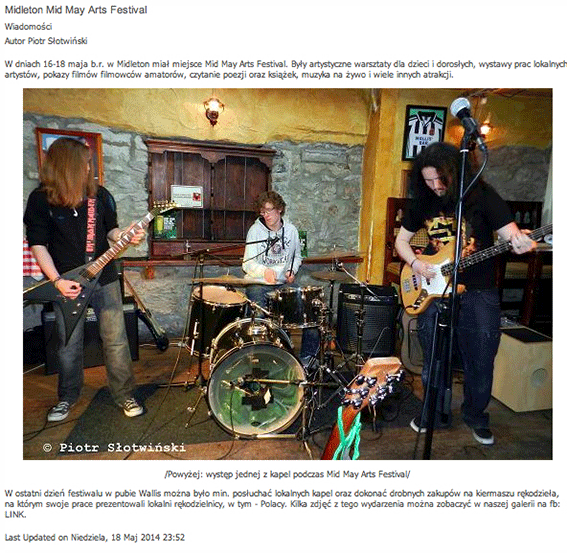 Midleton Mid May Arts Festival
Wiadomości
Autor Piotr Słotwiński
W dniach 16-18 maja b.r. w Midleton miał miejsce Mid May Arts Festival. Były artystyczne warsztaty dla dzieci i dorosłych, wystawy prac lokalnych
artystów, pokazy filmów filmowców amatorów, czytanie poezji oraz książek, muzyka na żywo i wiele innych atrakcji.
© Piotr Słotwiński
/Powyżej: występ jednej z kapel podczas Mid May Arts Festival/
W ostatni dzień festiwalu w pubie Wallis można było min. posłuchać lokalnych kapel oraz dokonać drobnych zakupów na kiermaszu rękodzieła,
na którym swoje prace prezentowali lokalni rękodzielnicy, w tym - Polacy. Kilka zdjęć z tego wydarzenia można zobaczyć w naszej galerii na fb:
LINK.
Last Updated on Niedziela, 18 Maj 2014 23:52